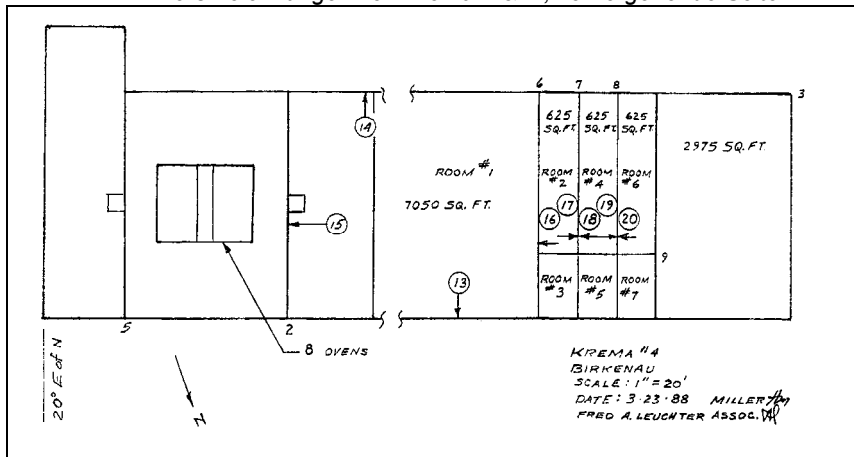 6 7 8 3
14
625 SQ. FT.
625 SQ. FT.
625 SQ. FT.
2975 SQ. FT.
ROOM #1
7050 SQ. FT.
ROOM #2
ROOM #4
ROOM #6
15
16 17 18 19 20
9
13
ROOM #3
ROOM #5
ROOM #7
5 2
8 OVENS
20° E of N
N
KREMA #4
BIRKENAU
SCALE : 1" = 20'
DATE : 3·23·88 MILLER
FRED A. LEUCHTER ASSOC.